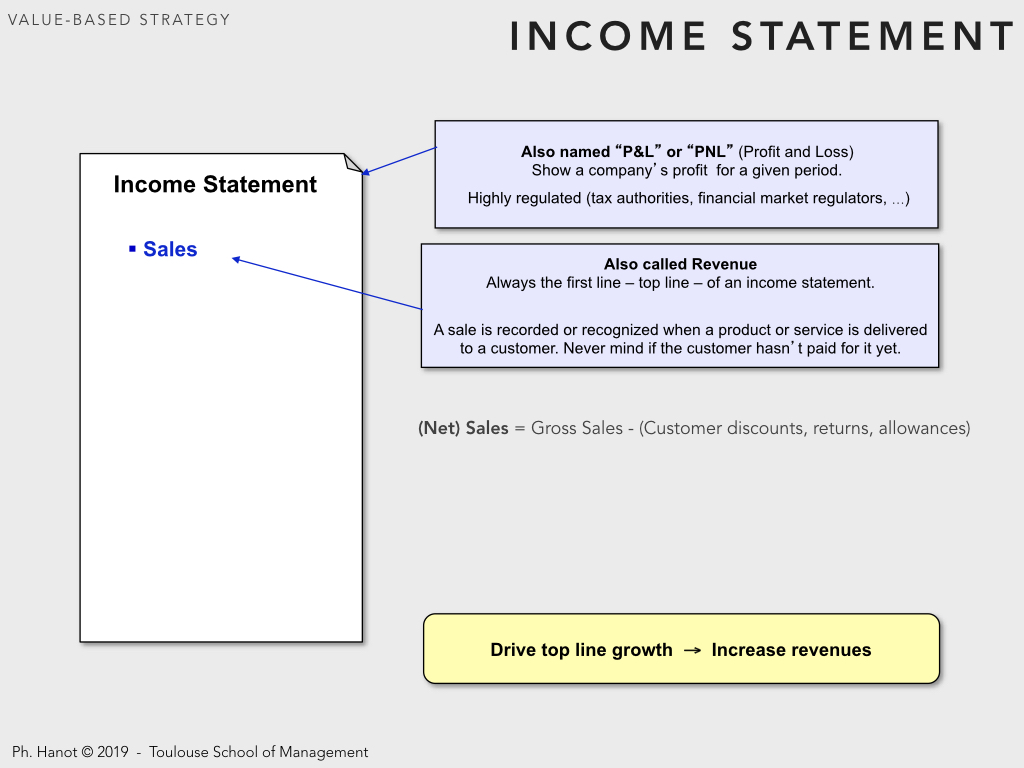 VALUE-BASED STRATEGY
INCOME STATEMENT
Income Statement
▪ Sales
Also named “P&L” or “PNL” (Profit and Loss)
Show a company’s profit for a given period.
Highly regulated (tax authorities, financial market regulators, …)
Also called Revenue
Always the first line – top line – of an income statement.
A sale is recorded or recognized when a product or service is delivered
to a customer. Never mind if the customer hasn’t paid for it yet.
(Net) Sales = Gross Sales - (Customer discounts, returns, allowances)
Drive top line growth → Increase revenues
Ph. Hanot © 2019 - Toulouse School of Management